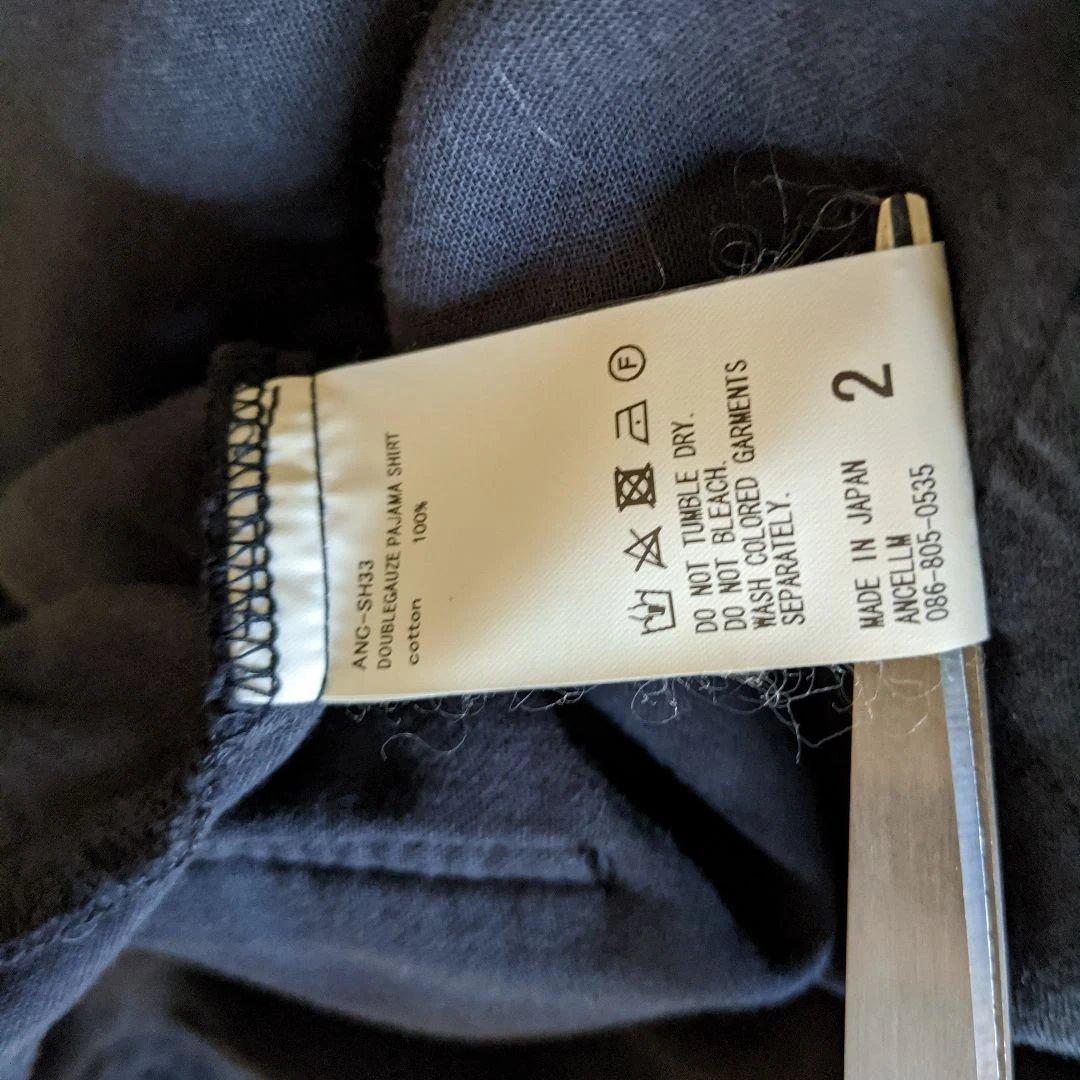 ANC-SH33
DOUBLEGAUZE PAJAMA SHIRT
cotton 100%
F
DO NOT TUMBLE DRY.
DO NOT BLEACH.
WASH COLORED GARMENTS
SEPARATELY.
2
MADE IN JAPAN
ANCELLM
086-805-0535